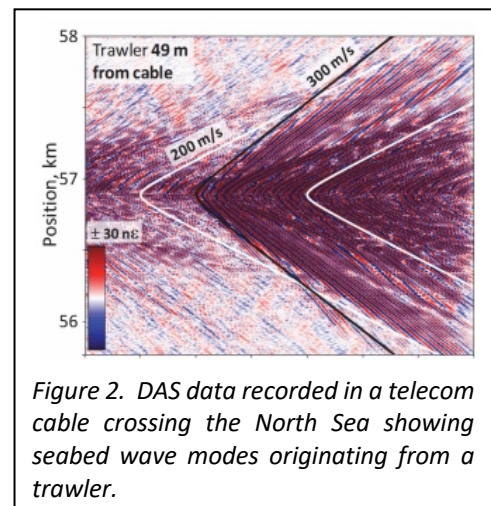 58
Trawler 49 m
from cable
300 m/s
200 m/s
57
Position, km
± 30 nε
56
Figure 2. DAS data recorded in a telecom
cable crossing the North Sea showing
seabed wave modes originating from a
trawler.